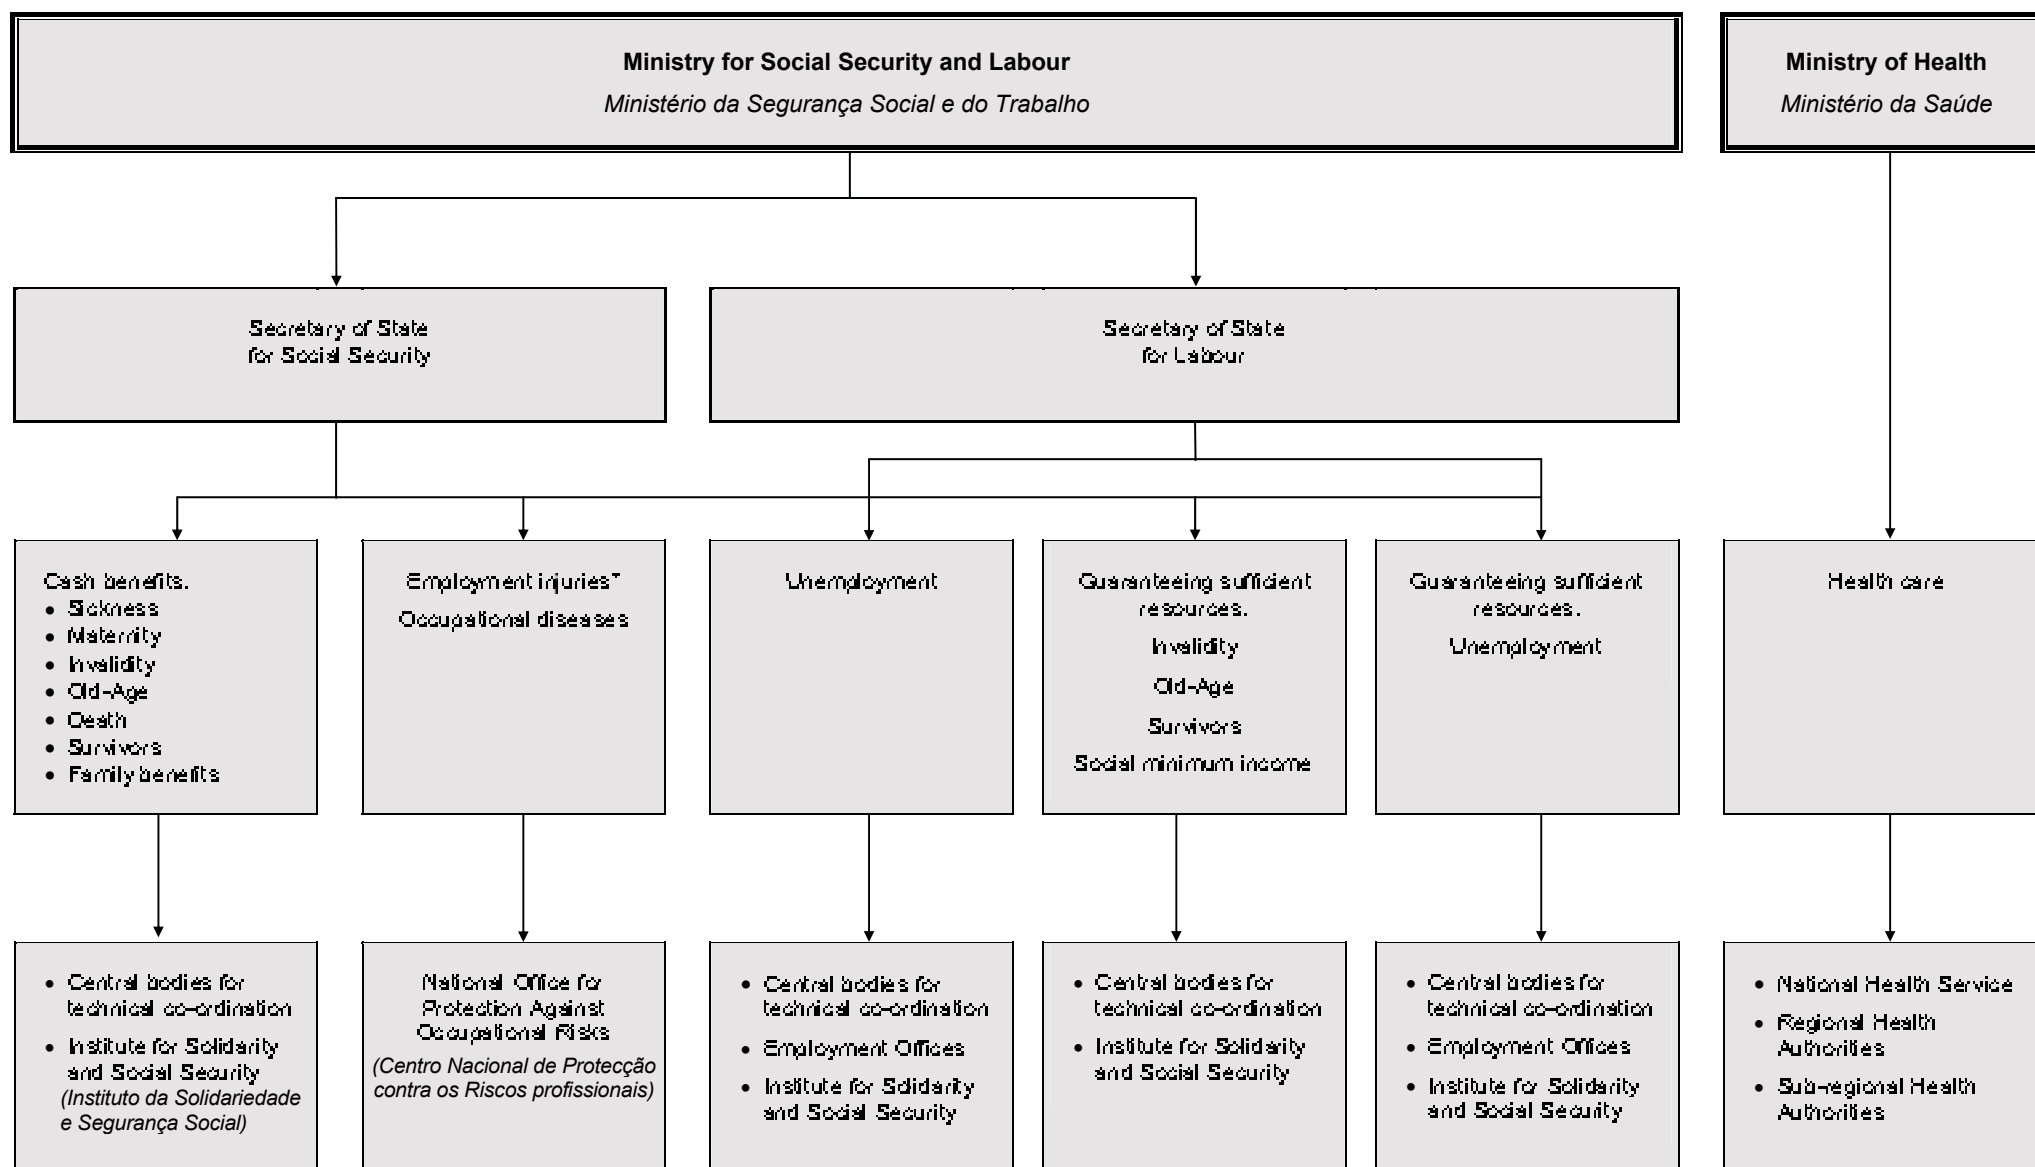 Ministry for Social Security and Labour
Ministério da Segurança Social e do Trabalho
Ministry of Health
Ministério da Saúde
Secretary of State
for Social Security
Secretary of State
for Labour
Cash benefits.
• Sickness
• Maternity
• Invalidity
• Old-Age
• Death
• Survivors
• Family benefits
Employment injuries*
Occupational diseases
Unemployment
Guaranteeing sufficient
resources.
Invalidity
Old-Age
Survivors
Social minimum income
Guaranteeing sufficient
resources.
Unemployment
Health care
• Central bodies for
technical co-ordination
• Institute for Solidarity
and Social Security
(Instituto da Solidariedade
e Segurança Social)
National Office for
Protection Against
Occupational Risks
(Centro Nacional de Protecção
contra os Riscos profissionais)
• Central bodies for
technical co-ordination
• Employment Offices
• Institute for Solidarity
and Social Security
• Central bodies for
technical co-ordination
• Institute for Solidarity
and Social Security
• Central bodies for
technical co-ordination
• Employment Offices
• Institute for Solidarity
and Social Security
• National Health Service
• Regional Health
Authorities
• Sub-regional Health
Authorities